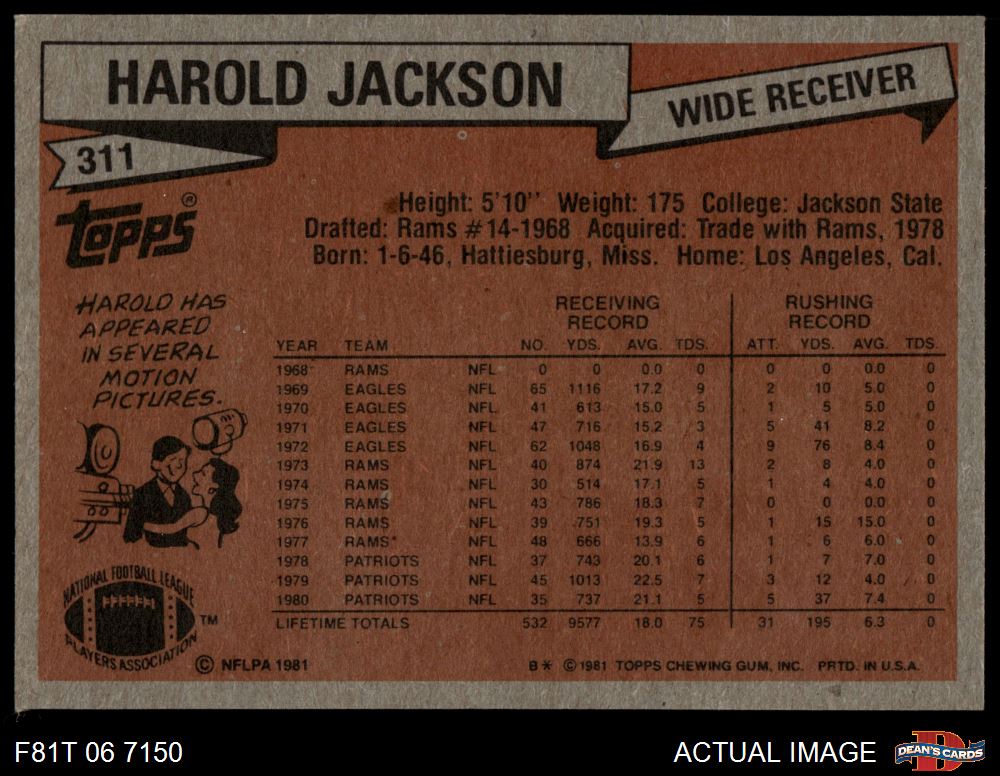 HAROLD JACKSON
WIDE RECEIVER
311
TOPPS®
Height: 5'10'' Weight: 175 College: Jackson State
Drafted: Rams #14-1968 Acquired: Trade with Rams, 1978
Born: 1-6-46, Hattiesburg, Miss. Home: Los Angeles, Cal.
HAROLD HAS
APPEARED
IN SEVERAL
MOTION
PICTURES.
RECEIVING RECORD
RUSHING RECORD
YEAR TEAM NO. YDS. AVG. TDS. ATT. YDS. AVG. TDS.
1968 RAMS NFL 0 0 0.0 0 0 0 0.0 0
1969 EAGLES NFL 65 1116 17.2 9 2 10 5.0 0
1970 EAGLES NFL 41 613 15.0 5 1 5 5.0 0
1971 EAGLES NFL 47 716 15.2 3 5 41 8.2 0
1972 EAGLES NFL 62 1048 16.9 4 9 76 8.4 0
1973 RAMS NFL 40 874 21.9 13 2 8 4.0 0
1974 RAMS NFL 30 514 17.1 5 1 4 4.0 0
1975 RAMS NFL 43 786 18.3 7 0 0 0.0 0
1976 RAMS NFL 39 751 19.3 5 1 15 15.0 0
1977 RAMS NFL 48 666 13.9 6 1 6 6.0 0
1978 PATRIOTS NFL 37 743 20.1 6 1 7 7.0 0
1979 PATRIOTS NFL 45 1013 22.5 7 3 12 4.0 0
1980 PATRIOTS NFL 35 737 21.1 5 5 37 7.4 0
LIFETIME TOTALS 532 9577 18.0 75 31 195 6.3 0
NATIONAL FOOTBALL LEAGUE
PLAYERS ASSOCIATION
TM
© NFLPA 1981
B* © 1981 TOPPS CHEWING GUM, INC. PRTD. IN U.S.A.
F81T 06 7150
ACTUAL IMAGE
D
DEAN'S CARDS